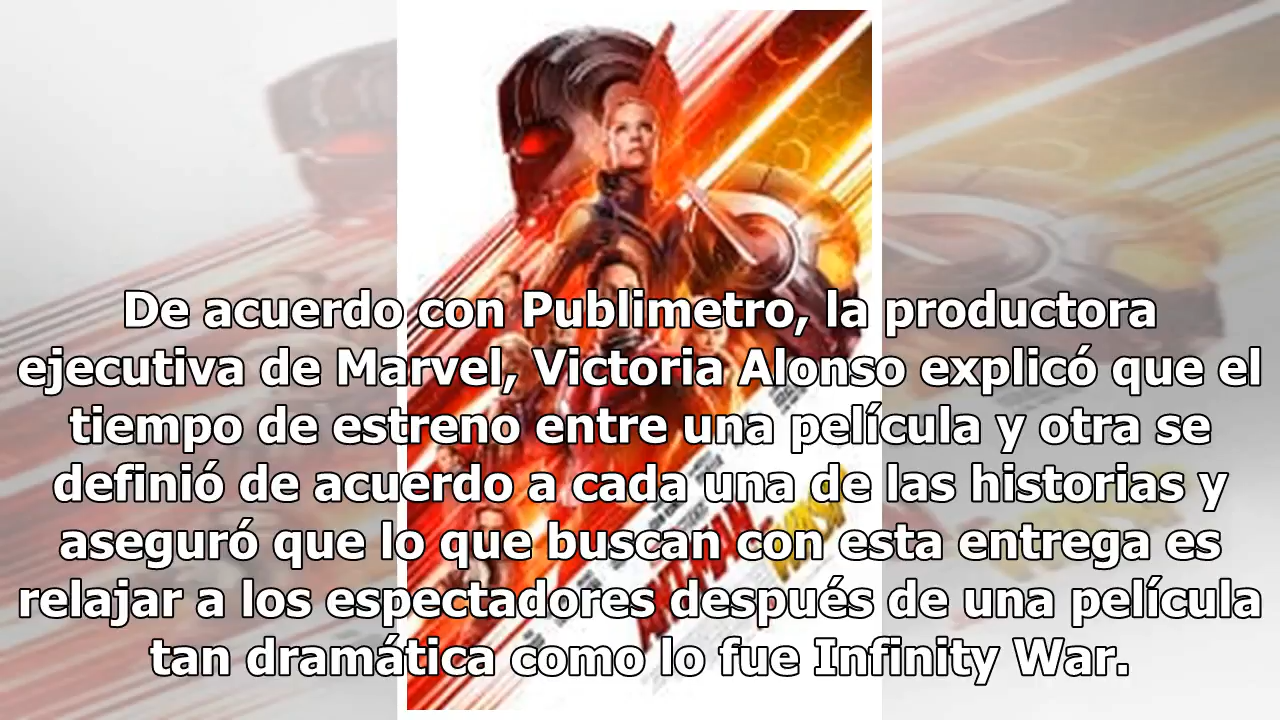 De acuerdo con Publimetro, la productora
ejecutiva de Marvel, Victoria Alonso explicó que el
tiempo de estreno entre una película y otra se
definió de acuerdo a cada una de las historias y
aseguró que lo que buscan con esta entrega es
relajar a los espectadores después de una película
tan dramática como lo fue Infinity War.